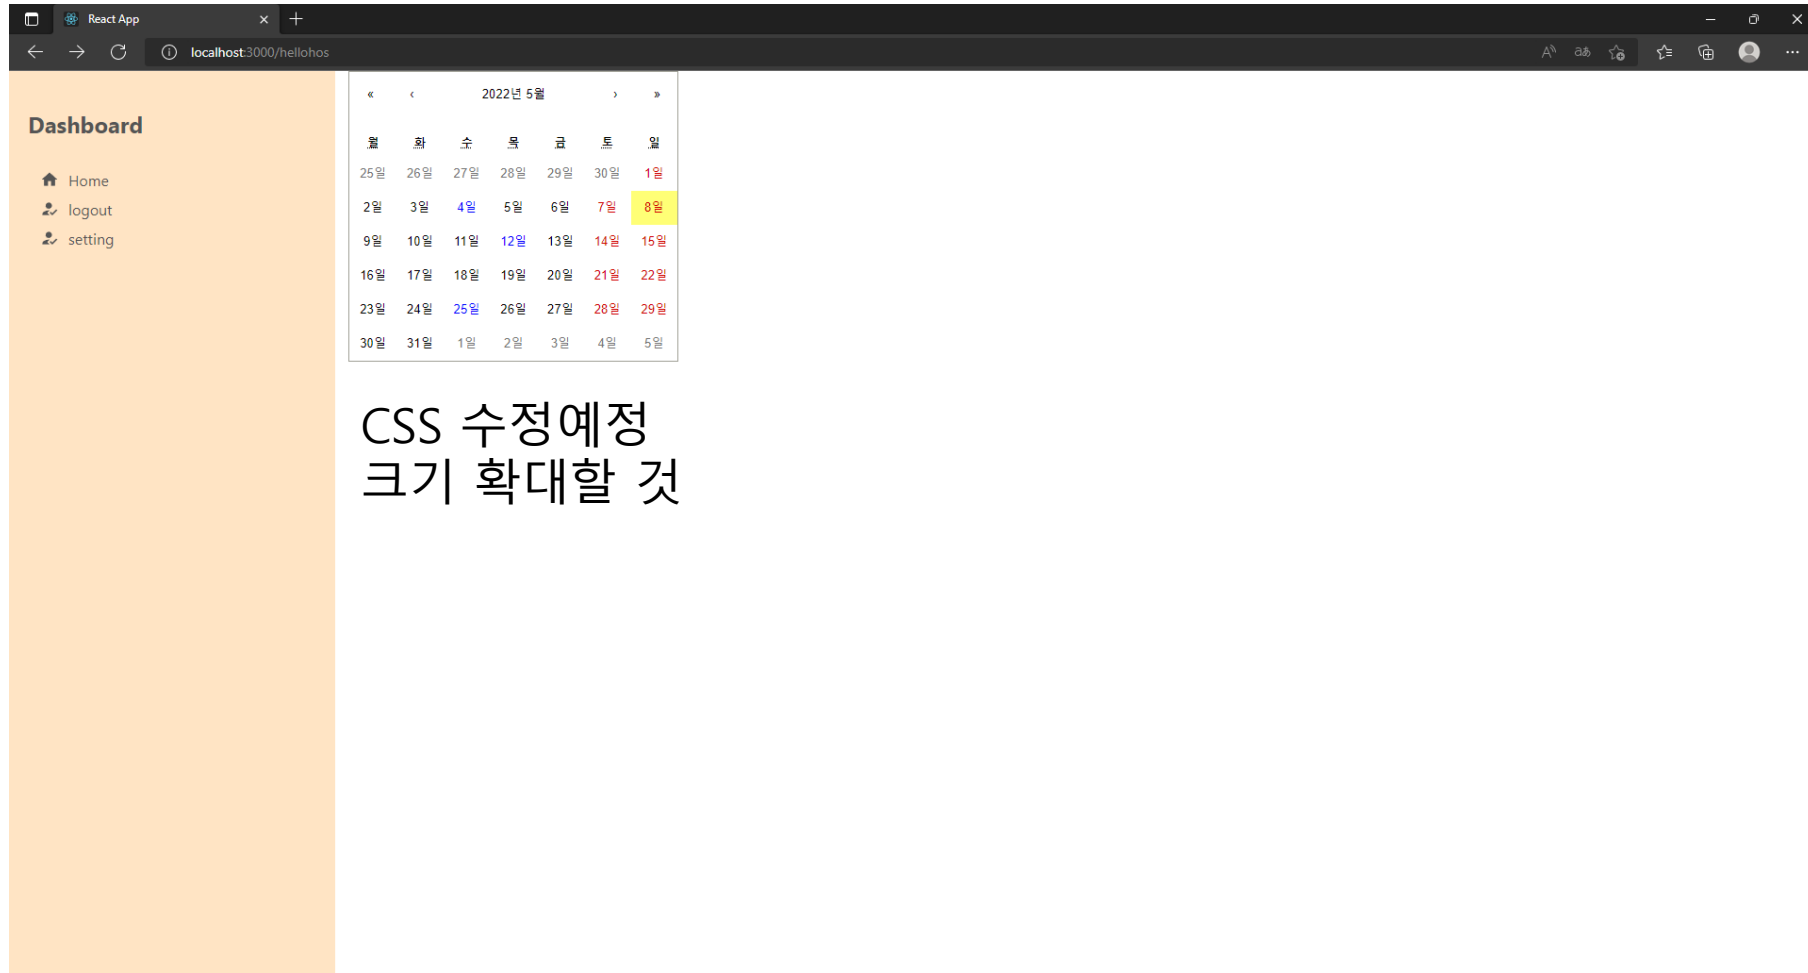 React App
localhost:3000/hellohos
Dashboard
Home
logout
setting
« ‹ 2022년 5월 › »
월 화 수 목 금 토 일
25일 26일 27일 28일 29일 30일 1일
2일 3일 4일 5일 6일 7일 8일
9일 10일 11일 12일 13일 14일 15일
16일 17일 18일 19일 20일 21일 22일
23일 24일 25일 26일 27일 28일 29일
30일 31일 1일 2일 3일 4일 5일
CSS 수정예정
크기 확대할 것